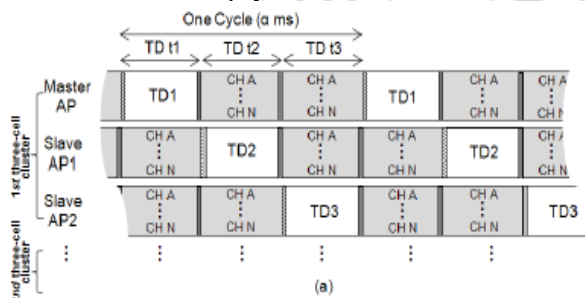 One Cycle (α ms)
TD t1 TD t2 TD t3
Master AP TD1 CH A CH N CH A CH N TD1 CH A CH N CH A CH N
1st three-cell cluster
Slave AP1 CH A CH N TD2 CH A CH N CH A CH N TD2 CH A CH N
Slave AP2 CH A CH N CH A CH N TD3 CH A CH N CH A CH N TD3
three-cell cluster
(a)